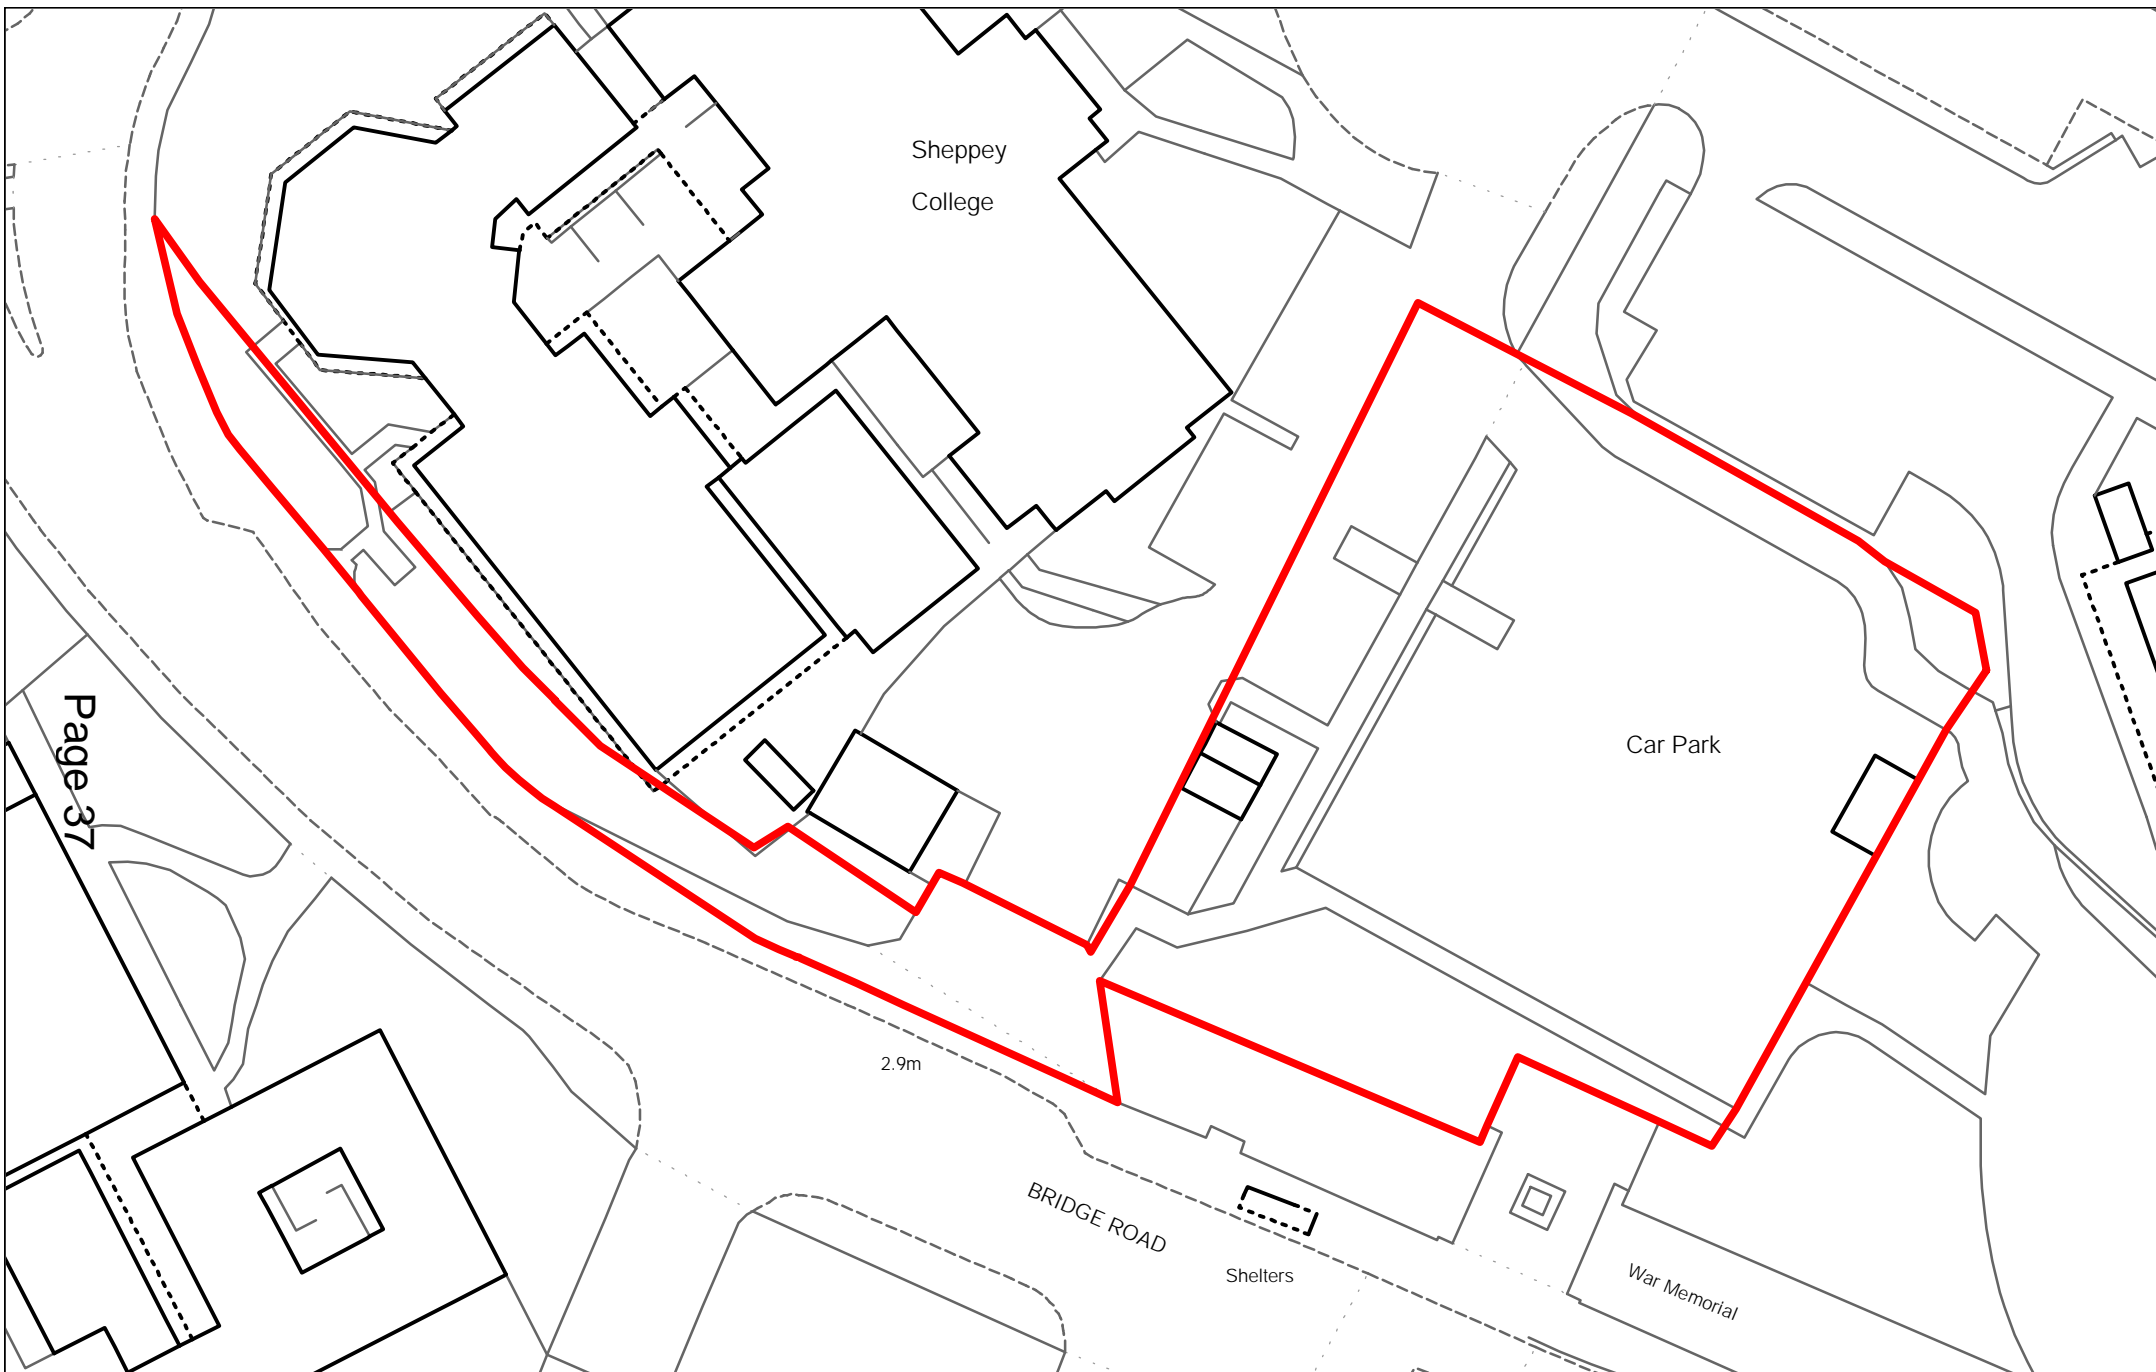 Sheppey
College
Page 37
Car Park
2.9m
BRIDGE ROAD
Shelters
War Memorial